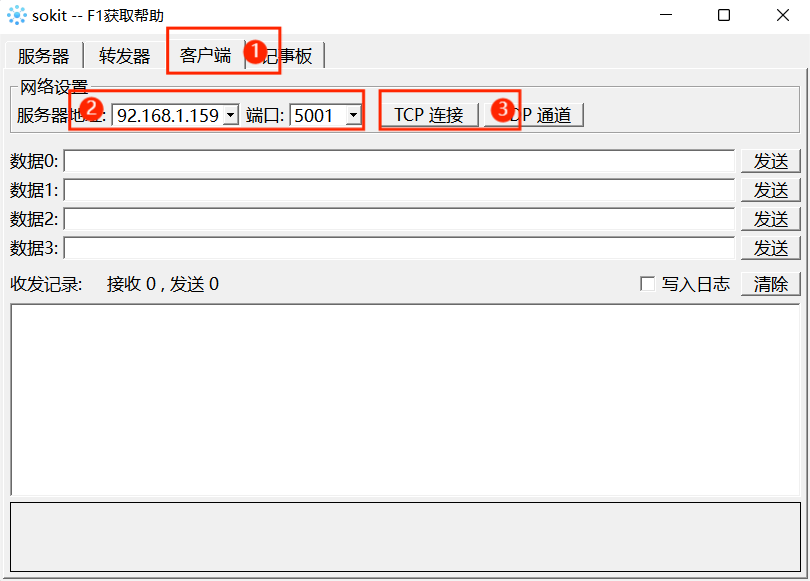 sokit -- F1获取帮助
服务器 转发器 客户端 1 记事板
网络设置
服务器地址: 2 92.168.1.159 端口: 5001 TCP 连接 3 DP 通道
数据0: 发送
数据1: 发送
数据2: 发送
数据3: 发送
收发记录: 接收 0 , 发送 0 写入日志 清除